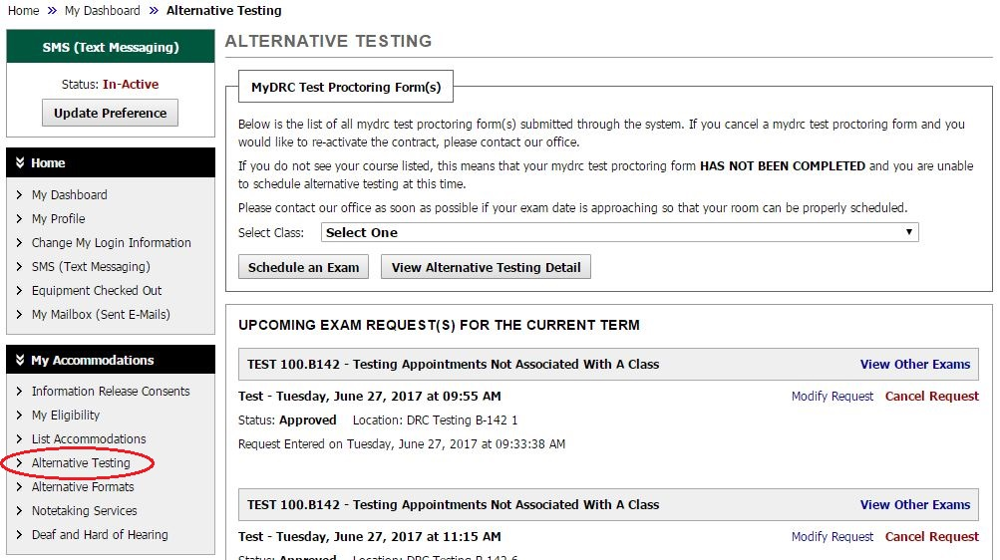 Home » My Dashboard » Alternative Testing
SMS (Text Messaging)
Status: In-Active
Update Preference
Home
My Dashboard
My Profile
Change My Login Information
SMS (Text Messaging)
Equipment Checked Out
My Mailbox (Sent E-Mails)
My Accommodations
Information Release Consents
My Eligibility
List Accommodations
Alternative Testing
Alternative Formats
Notetaking Services
Deaf and Hard of Hearing
ALTERNATIVE TESTING
MyDRC Test Proctoring Form(s)
Below is the list of all mydrc test proctoring form(s) submitted through the system. If you cancel a mydrc test proctoring form and you
would like to re-activate the contract, please contact our office.
If you do not see your course listed, this means that your mydrc test proctoring form HAS NOT BEEN COMPLETED and you are unable
to schedule alternative testing at this time.
Please contact our office as soon as possible if your exam date is approaching so that your room can be properly scheduled.
Select Class: Select One
Schedule an Exam View Alternative Testing Detail
UPCOMING EXAM REQUEST(S) FOR THE CURRENT TERM
TEST 100.B142 - Testing Appointments Not Associated With A Class View Other Exams
Test - Tuesday, June 27, 2017 at 09:55 AM Modify Request Cancel Request
Status: Approved Location: DRC Testing B-142 1
Request Entered on Tuesday, June 27, 2017 at 09:33:38 AM
TEST 100.B142 - Testing Appointments Not Associated With A Class View Other Exams
Test - Tuesday, June 27, 2017 at 11:15 AM Modify Request Cancel Request
Status: Approved Location: DRC Testing B-142 6